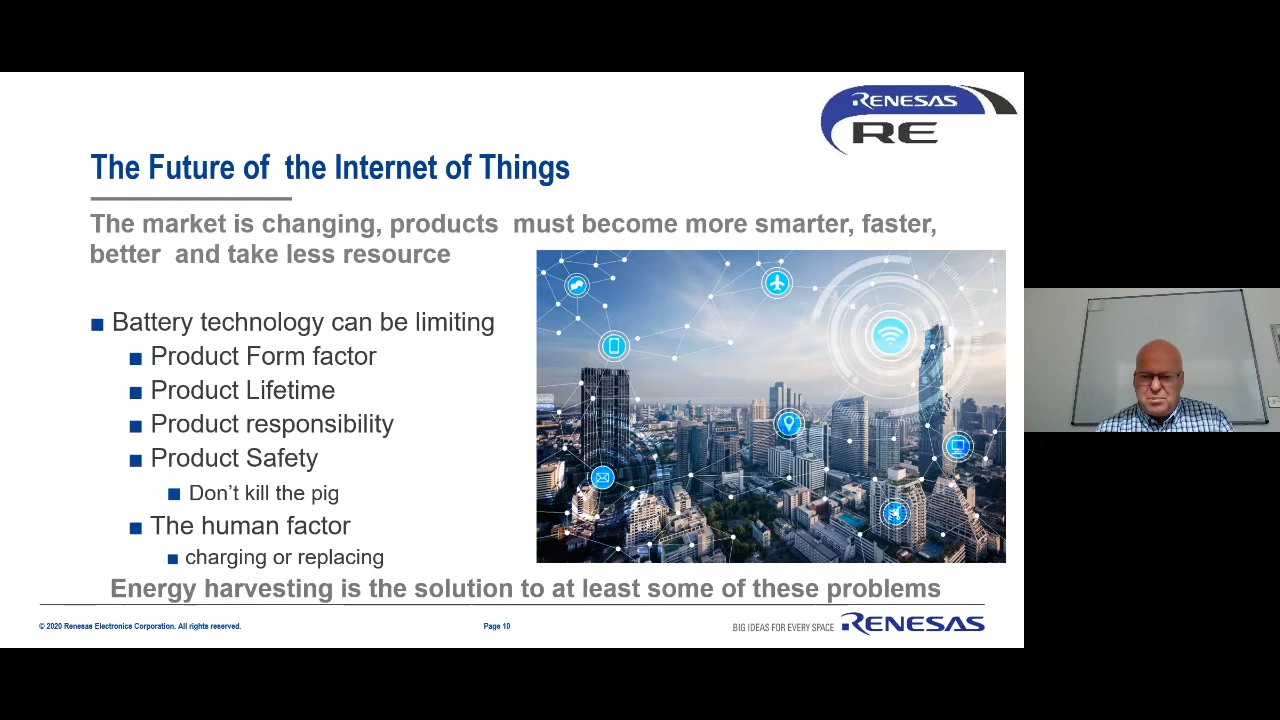 RENESAS
RE
The Future of  the Internet of Things
The market is changing, products  must become more smarter, faster,
better  and take less resource
Battery technology can be limiting
Product Form factor
Product Lifetime
Product responsibility
Product Safety
Don't kill the pig
The human factor
charging or replacing
Energy harvesting is the solution to at least some of these problems
© 2020 Renesas Electronics Corporation. All rights reserved.
Page 10
BIG IDEAS FOR EVERY SPACE
RENESAS